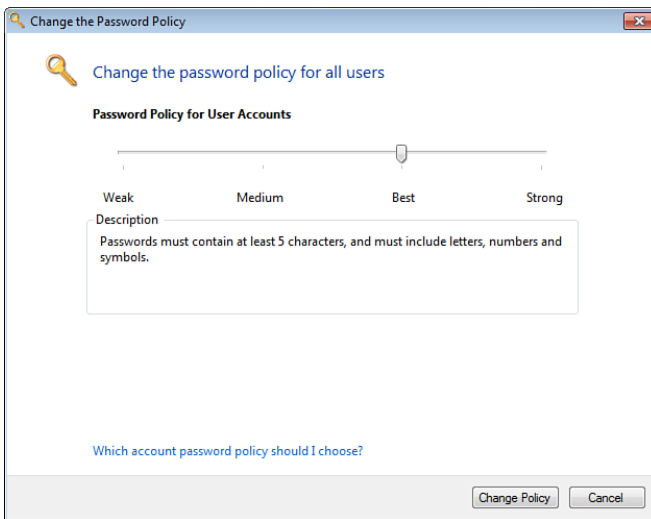 Change the Password Policy
Change the password policy for all users
Password Policy for User Accounts
Weak Medium Best Strong
Description
Passwords must contain at least 5 characters, and must include letters, numbers and
symbols.
Which account password policy should I choose?
Change Policy Cancel